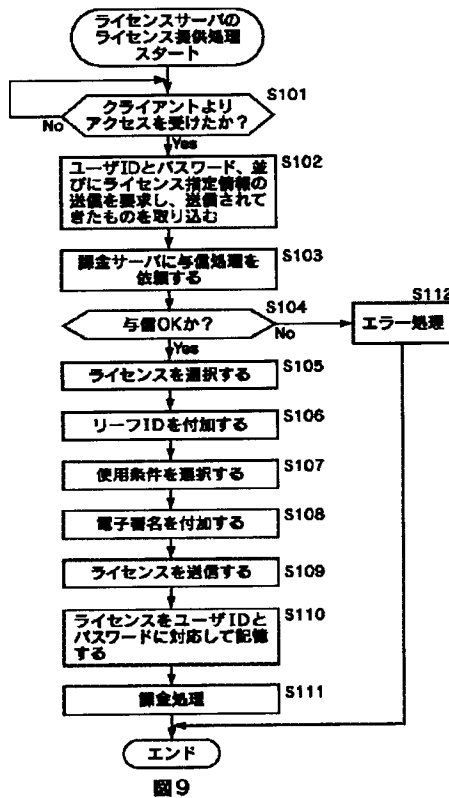 ライセンスサーバの
ライセンス提供処理
スタート
S101
クライアントより
アクセスを受けたか？
No
Yes
S102
ユーザIDとパスワード、並
びにライセンス指定情報の
送信を要求し、送信されて
きたものを取り込む
S103
課金サーバに与信処理を
依頼する
S104
与信OKか？
No
Yes
S112
エラー処理
S105
ライセンスを選択する
S106
リーフIDを付加する
S107
使用条件を選択する
S108
電子署名を付加する
S109
ライセンスを送信する
S110
ライセンスをユーザIDと
パスワードに対応して記憶
する
S111
課金処理
エンド
図9